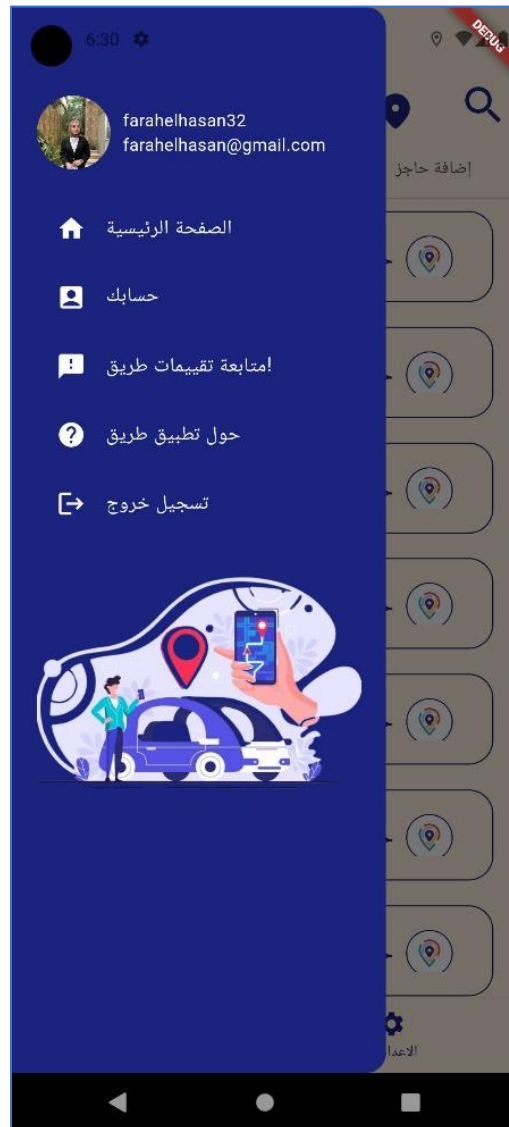 6:30
DEBUG
farahelhasan32
farahelhasan@gmail.com
إضافة حاجز
الصفحة الرئيسية
حسابك
متابعة تقييمات طريق!
حول تطبيق طريق
تسجيل خروج